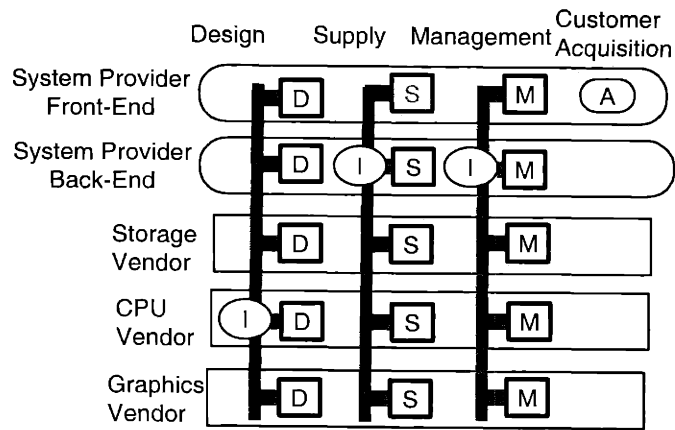 Design Supply Management Customer
Acquisition
System Provider
Front-End
D S M A
System Provider
Back-End
D I S I M
Storage
Vendor
D S M
CPU
Vendor
I D S M
Graphics
Vendor
D S M